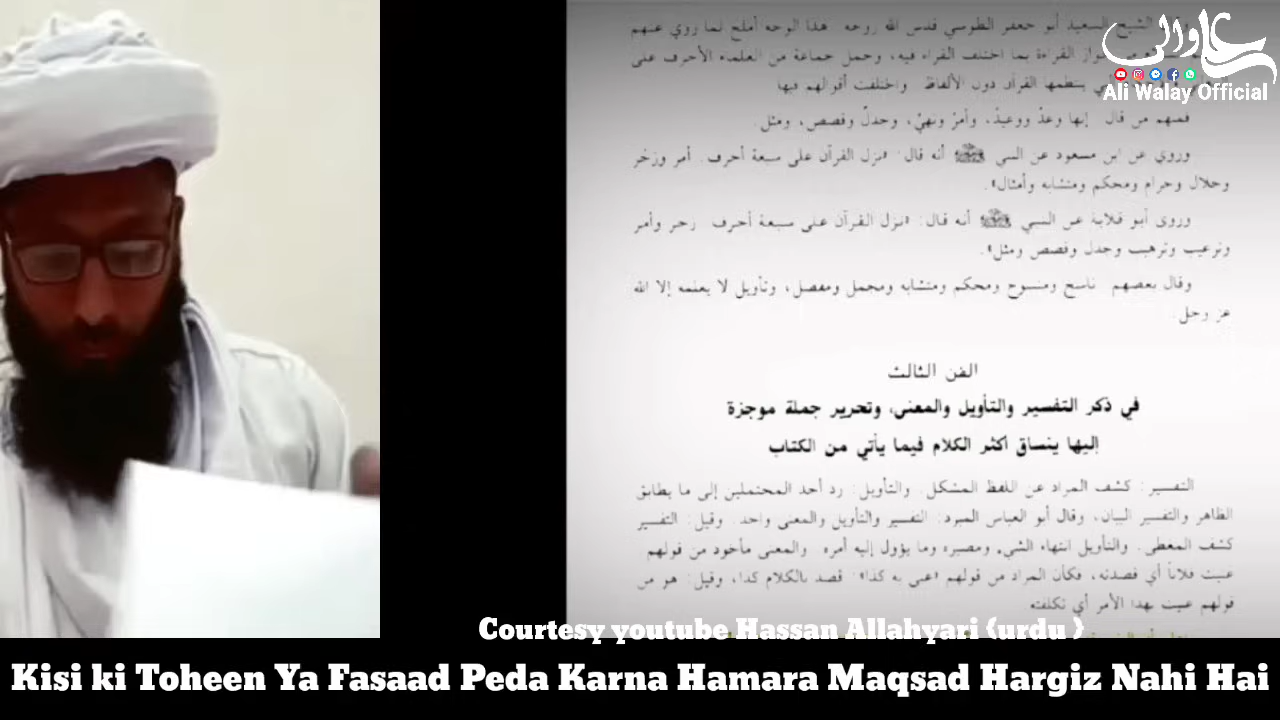 علی والی
Ali Walay Official
الشيخ السعيد أبو جعفر الطوسي قدس الله روحه هذا الوجه أملح لما روي عنهم
القراءة بما اختلف القراء فيه، وحمل جماعة من العلماء الأحرف على
ينتظمها القرآن دون الألفاظ واختلفت أقوالهم فيها
فمنهم من قال إنها وعدٌ ووعيدٌ، وأمرٌ ونهيٌ، وجدلٌ وقصص، ومثل.
وروي عن ابن مسعود عن النبي ﷺ أنه قال: «نزل القرآن على سبعة أحرف. أمر وزجر
وحلال وحرام ومحكم ومتشابه وأمثال».
وروى أبو قلابة عن النبي ﷺ أنه قال: «نزل القرآن على سبعة أحرف زجر وأمر
وترغيب وترهيب وجدل وقصص ومثل».
وقال بعضهم ناسخ ومنسوخ ومحكم ومتشابه ومجمل ومفصل، وتأويل لا يعلمه إلا الله
عز وجل
الفن الثالث
في ذكر التفسير والتأويل والمعنى، وتحرير جملة موجزة
إليها ينساق أكثر الكلام فيما يأتي من الكتاب
التفسير: كشف المراد عن اللفظ المشكل. والتأويل: رد أحد المحتملين إلى ما يطابق
الظاهر والتفسير البيان، وقال أبو العباس المبرد: التفسير والتأويل والمعنى واحد. وقيل: التفسير
كشف المغطى. والتأويل انتهاء الشيء ومصيره وما يؤول إليه أمره. والمعنى مأخوذ من قولهم
عنيت فلاناً أي قصدته، فكأن المراد من قولهم «عنى به كذا»: قصد بالكلام كذا، وقيل: هو من
قولهم عنيت بهذا الأمر أي تكلفته
Courtesy youtube Hassan Allahyari (urdu )
Kisi ki Toheen Ya Fasaad Peda Karna Hamara Maqsad Hargiz Nahi Hai